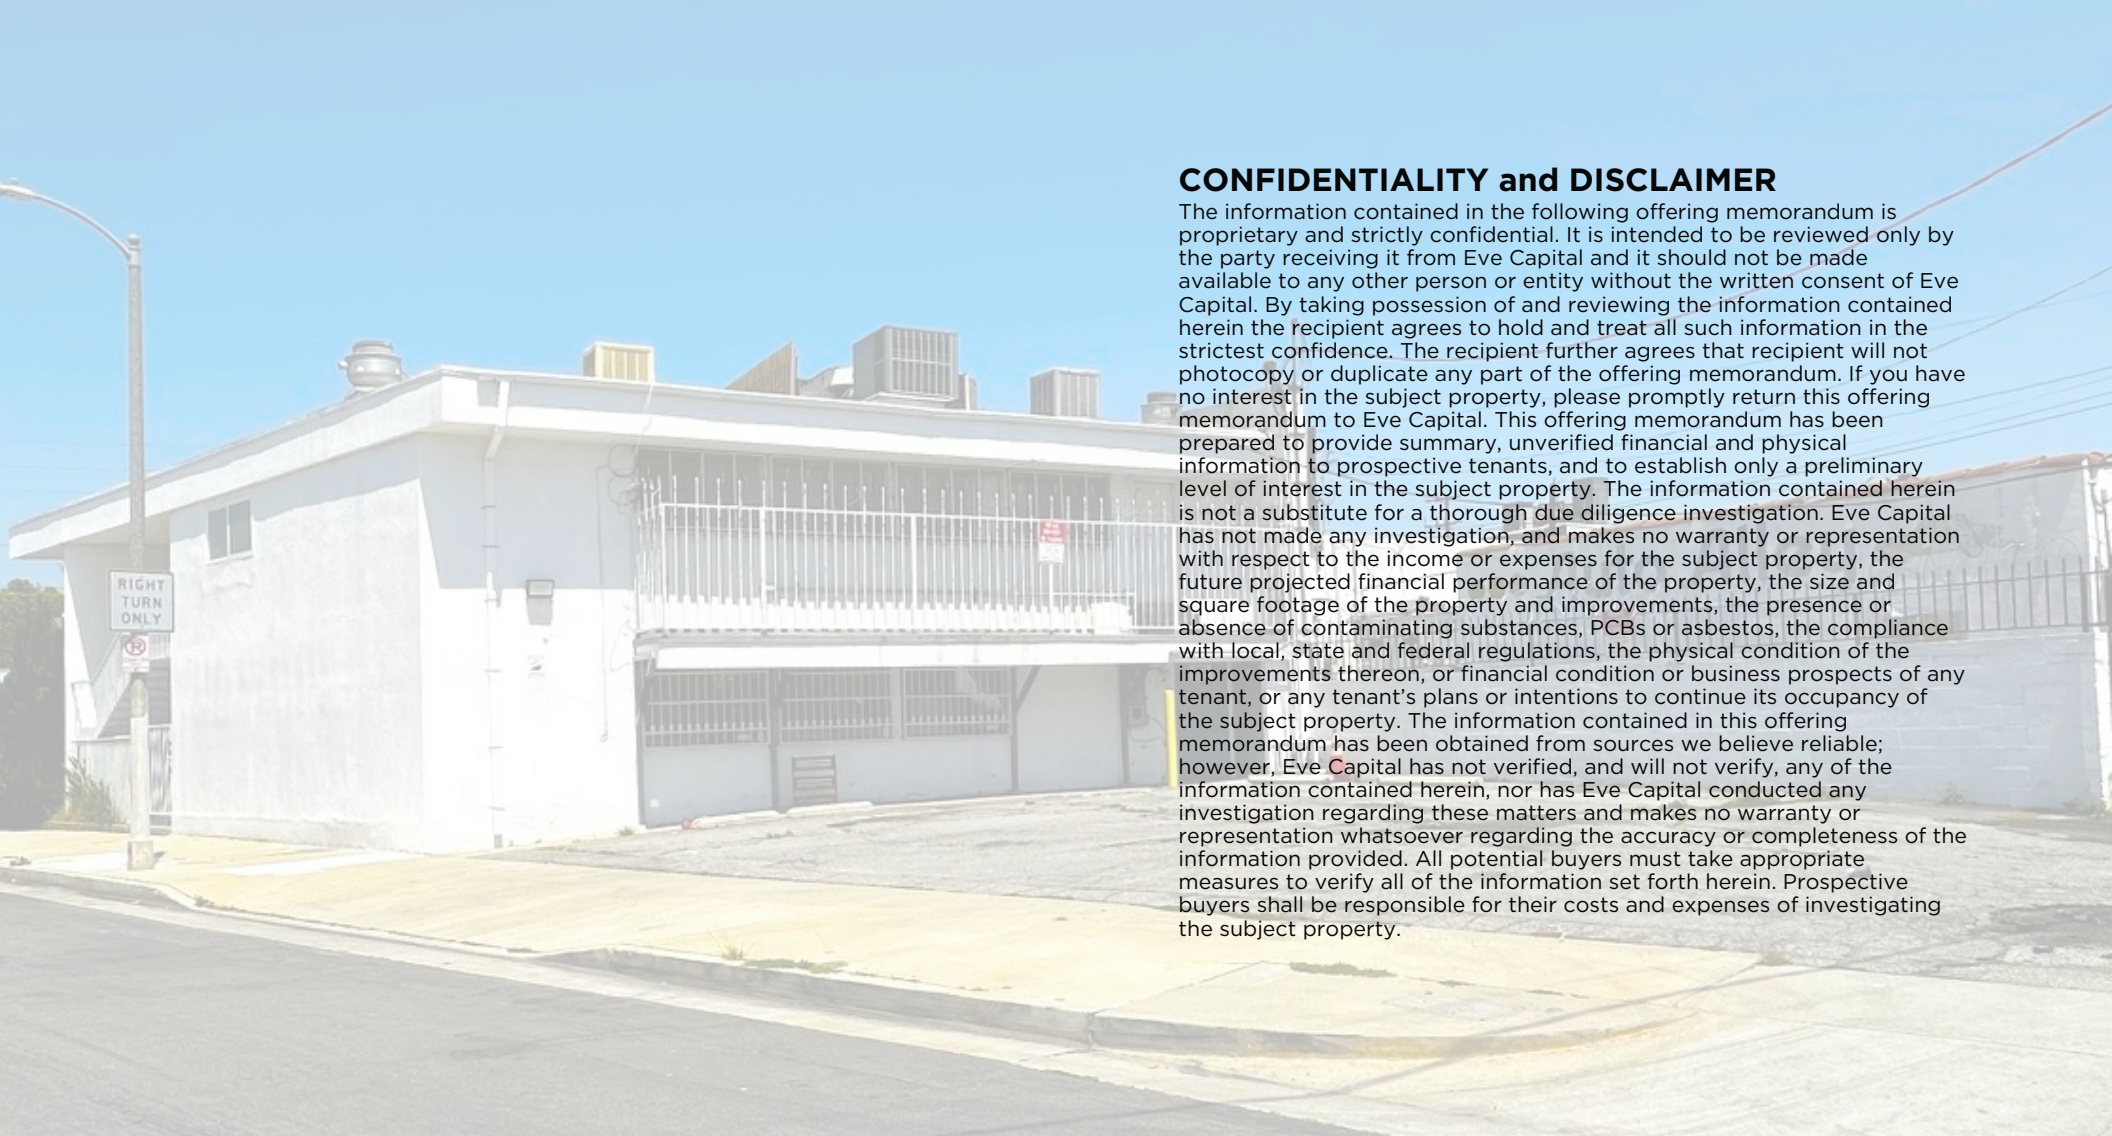 CONFIDENTIALITY and DISCLAIMER
The information contained in the following offering memorandum is
proprietary and strictly confidential. It is intended to be reviewed only by
the party receiving it from Eve Capital and it should not be made
available to any other person or entity without the written consent of Eve
Capital. By taking possession of and reviewing the information contained
herein the recipient agrees to hold and treat all such information in the
strictest confidence. The recipient further agrees that recipient will not
photocopy or duplicate any part of the offering memorandum. If you have
no interest in the subject property, please promptly return this offering
memorandum to Eve Capital. This offering memorandum has been
prepared to provide summary, unverified financial and physical
information to prospective tenants, and to establish only a preliminary
level of interest in the subject property. The information contained herein
is not a substitute for a thorough due diligence investigation. Eve Capital
has not made any investigation, and makes no warranty or representation
with respect to the income or expenses for the subject property, the
future projected financial performance of the property, the size and
square footage of the property and improvements, the presence or
absence of contaminating substances, PCBs or asbestos, the compliance
with local, state and federal regulations, the physical condition of the
improvements thereon, or financial condition or business prospects of any
tenant, or any tenant’s plans or intentions to continue its occupancy of
the subject property. The information contained in this offering
memorandum has been obtained from sources we believe reliable;
however, Eve Capital has not verified, and will not verify, any of the
information contained herein, nor has Eve Capital conducted any
investigation regarding these matters and makes no warranty or
representation whatsoever regarding the accuracy or completeness of the
information provided. All potential buyers must take appropriate
measures to verify all of the information set forth herein. Prospective
buyers shall be responsible for their costs and expenses of investigating
the subject property.
RIGHT
TURN
ONLY